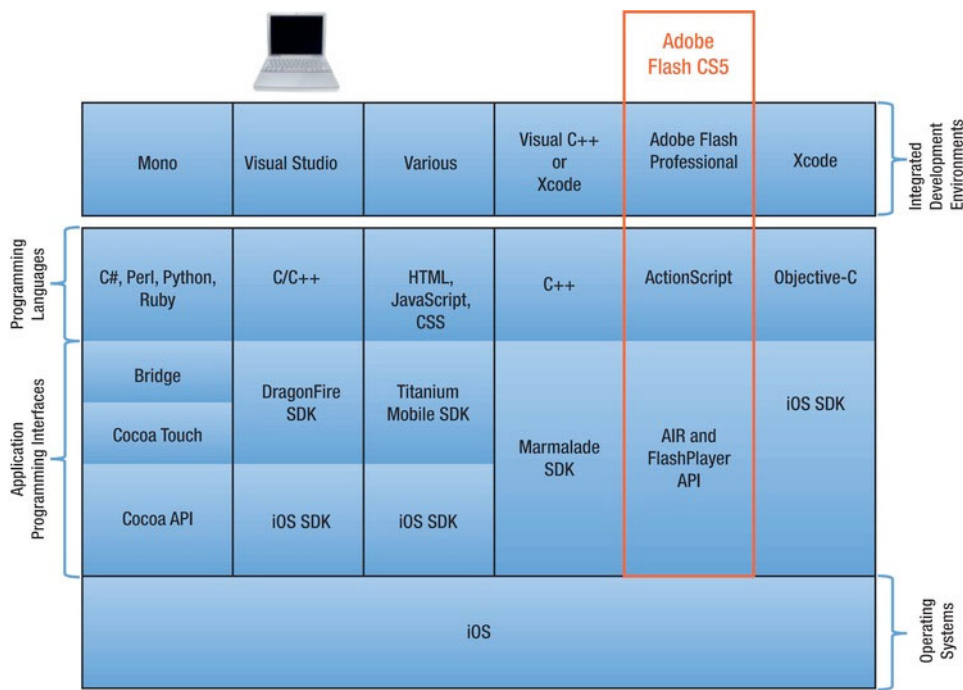 Adobe
Flash CS5
Mono
Visual Studio
Various
Visual C++
or
Xcode
Adobe Flash
Professional
Xcode
Integrated
Development
Environments
Programming
Languages
C#, Perl, Python,
Ruby
C/C++
HTML,
JavaScript,
CSS
C++
ActionScript
Objective-C
Application
Programming Interfaces
Bridge
Cocoa Touch
Cocoa API
DragonFire
SDK
iOS SDK
Titanium
Mobile SDK
iOS SDK
Marmalade
SDK
AIR and
FlashPlayer
API
iOS SDK
iOS
Operating
Systems